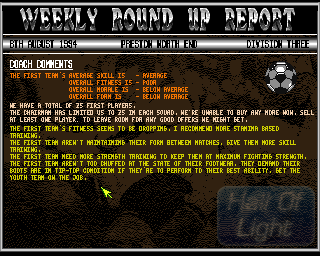 WEEKLY ROUND UP REPORT
8TH AUGUST 1994 PRESTON NORTH END DIVISION THREE
COACH COMMENTS
THE FIRST TEAM'S AVERAGE SKILL IS - AVERAGE
OVERALL FITNESS IS - POOR
OVERALL MORALE IS - BELOW AVERAGE
OVERALL FORM IS - BELOW AVERAGE
WE HAVE A TOTAL OF 25 FIRST PLAYERS.
THE CHAIRMAN HAS LIMITED US TO 25 IN EACH SQUAD. WE'RE UNABLE TO BUY ANY MORE WON. SELL
AT LEAST ONE PLAYER. TO LEAVE ROOM FOR ANY GOOD OFFERS WE MIGHT GET.
THE FIRST TEAM'S FITNESS SEEMS TO BE DROPPING. I RECOMMEND MORE STAMINA BASED
TRAINING.
THE FIRST TEAM AREN'T MAINTAINING THEIR FORM BETWEEN MATCHES. GIVE THEM MORE SKILL
TRAINING.
THE FIRST TEAM NEED MORE STRENGTH TRAINING TO KEEP THEM AT MAXIMUM FIGHTING STRENGTH.
THE FIRST TEAM AREN'T TOO CHUFFED AT THE STATE OF THEIR FOOTWEAR. THEY DEMAND THEIR
BOOTS ARE IN TIP-TOP CONDITION IF THEY'RE TO PERFORM TO THEIR BEST ABILITY. GET THE
YOUTH TEAM ON THE JOB.
of
Light